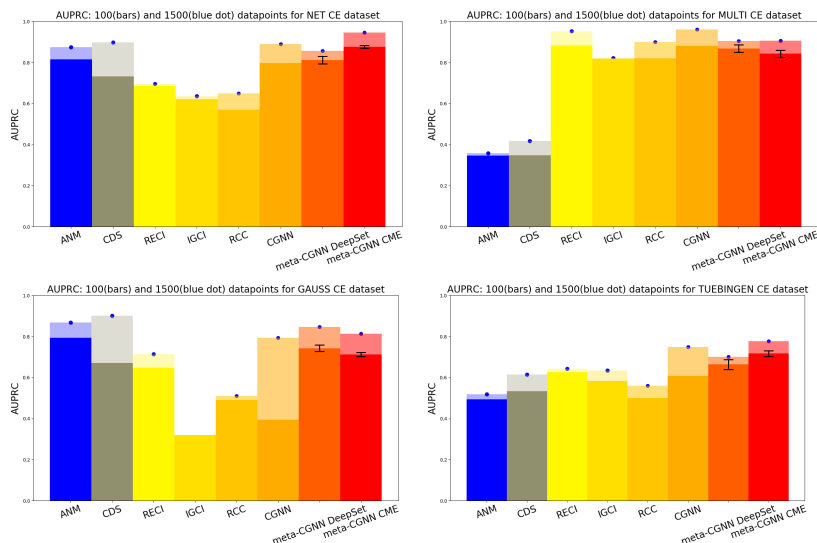 AUPRC: 100(bars) and 1500(blue dot) datapoints for NET CE dataset
1.0
0.8
0.6
0.4
0.2
0.0
AUPRC
ANM
CDS
RECI
IGCI
RCC
CGNN
meta-CGNN DeepSet
meta-CGNN CME
AUPRC: 100(bars) and 1500(blue dot) datapoints for MULTI CE dataset
1.0
0.8
0.6
0.4
0.2
0.0
AUPRC
ANM
CDS
RECI
IGCI
RCC
CGNN
meta-CGNN DeepSet
meta-CGNN CME
AUPRC: 100(bars) and 1500(blue dot) datapoints for GAUSS CE dataset
1.0
0.8
0.6
0.4
0.2
0.0
AUPRC
ANM
CDS
RECI
IGCI
RCC
CGNN
meta-CGNN DeepSet
meta-CGNN CME
AUPRC: 100(bars) and 1500(blue dot) datapoints for TUEBINGEN CE dataset
1.0
0.8
0.6
0.4
0.2
0.0
AUPRC
ANM
CDS
RECI
IGCI
RCC
CGNN
meta-CGNN DeepSet
meta-CGNN CME